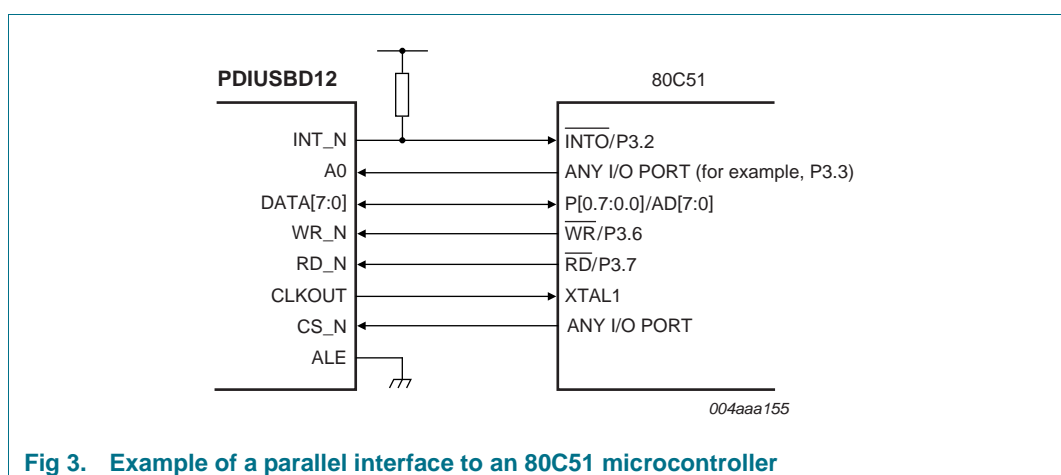 PDIUSBD12 80C51
INT_N INTO/P3.2
A0 ANY I/O PORT (for example, P3.3)
DATA[7:0] P[0.7:0.0]/AD[7:0]
WR_N WR/P3.6
RD_N RD/P3.7
CLKOUT XTAL1
CS_N ANY I/O PORT
ALE
004aaa155
Fig 3. Example of a parallel interface to an 80C51 microcontroller